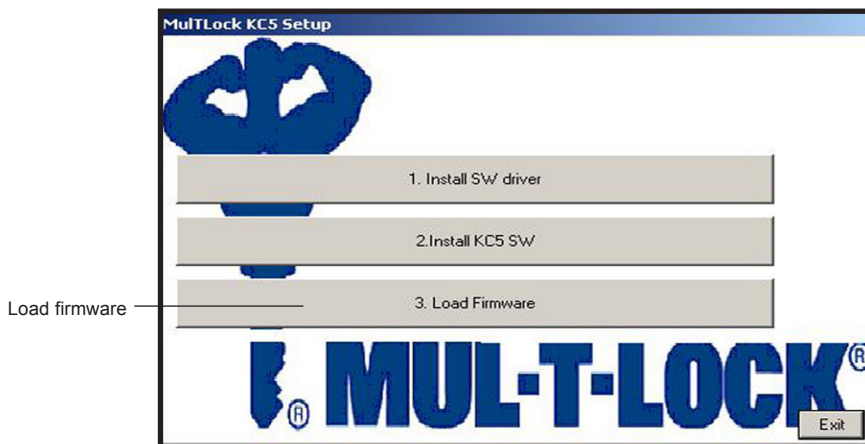 MulTLock KC5 Setup
1. Install SW driver
2.Install KC5 SW
Load firmware
3. Load Firmware
® MUL-T-LOCK®
Exit